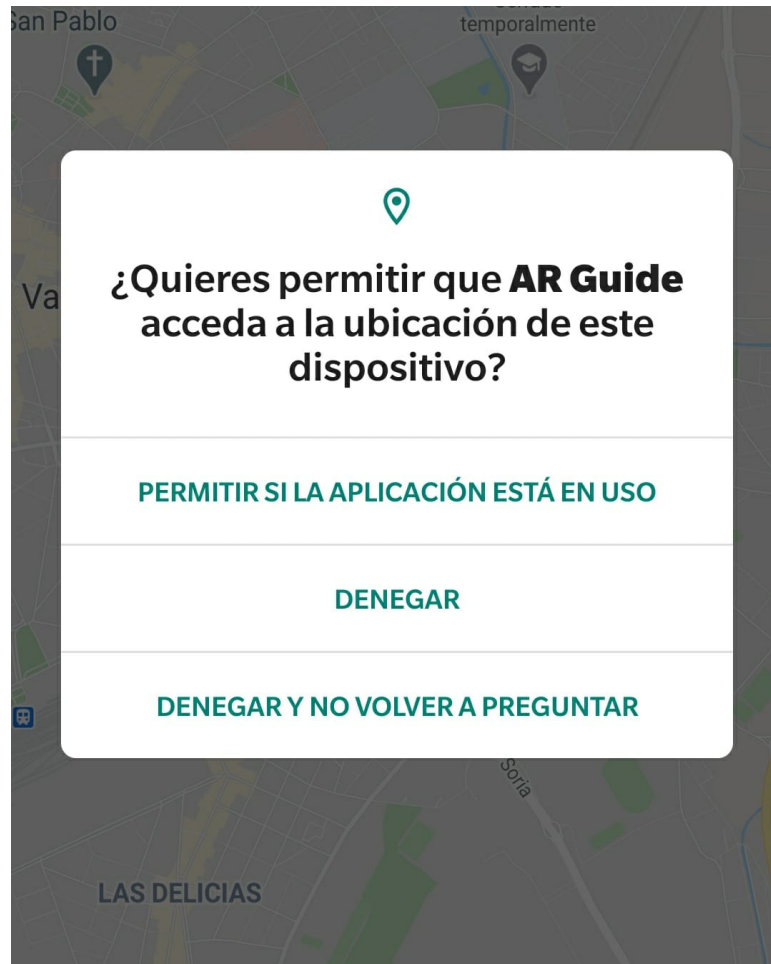 San Pablo
temporalmente
Va
¿Quieres permitir que AR Guide
acceda a la ubicación de este
dispositivo?
PERMITIR SI LA APLICACIÓN ESTÁ EN USO
DENEGAR
DENEGAR Y NO VOLVER A PREGUNTAR
Soria
LAS DELICIAS